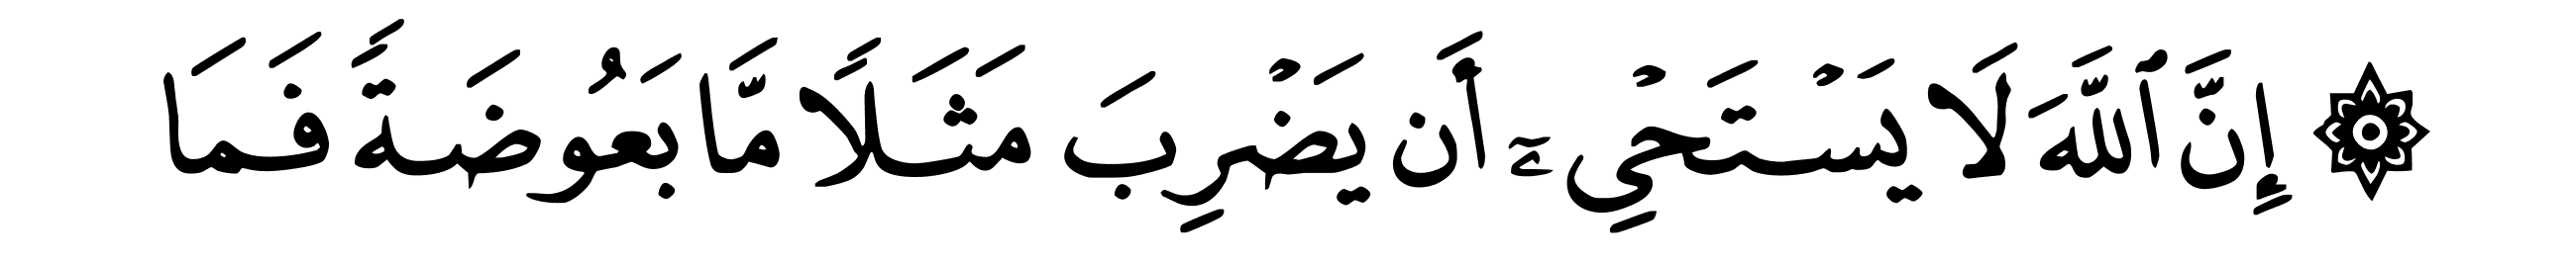 ۞ إِنَّ ٱللَّهَ لَا يَسْتَحْىِۦٓ أَن يَضْرِبَ مَثَلًا مَّا بَعُوضَةً فَمَا